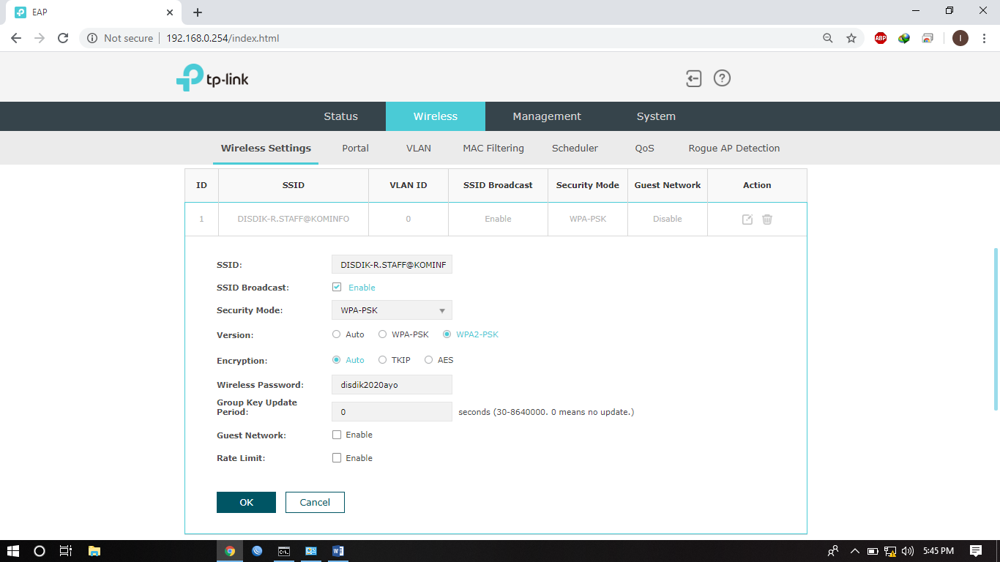 EAP
Not secure 192.168.0.254/index.html
ABP
I
tp-link
Status Wireless Management System
Wireless Settings Portal VLAN MAC Filtering Scheduler QoS Rogue AP Detection
ID SSID VLAN ID SSID Broadcast Security Mode Guest Network Action
1 DISDIK-R.STAFF@KOMINFO 0 Enable WPA-PSK Disable
SSID: DISDIK-R.STAFF@KOMINF
SSID Broadcast: Enable
Security Mode: WPA-PSK
Version: Auto WPA-PSK WPA2-PSK
Encryption: Auto TKIP AES
Wireless Password: disdik2020ayo
Group Key Update
Period: 0 seconds (30-8640000. 0 means no update.)
Guest Network: Enable
Rate Limit: Enable
OK Cancel
5:45 PM